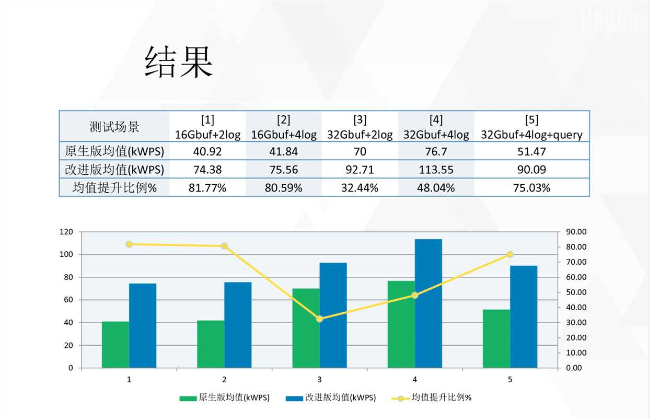 结果
测试场景 [1] 16Gbuf+2log [2] 16Gbuf+4log [3] 32Gbuf+2log [4] 32Gbuf+4log [5] 32Gbuf+4log+query
原生版均值(kWPS) 40.92 41.84 70 76.7 51.47
改进版均值(kWPS) 74.38 75.56 92.71 113.55 90.09
均值提升比例% 81.77% 80.59% 32.44% 48.04% 75.03%
120 90.00
100 80.00
80 70.00
60 60.00
40 50.00
20 40.00
0 30.00
20.00
10.00
0.00
1 2 3 4 5
原生版均值(kWPS) 改进版均值(kWPS) 均值提升比例%